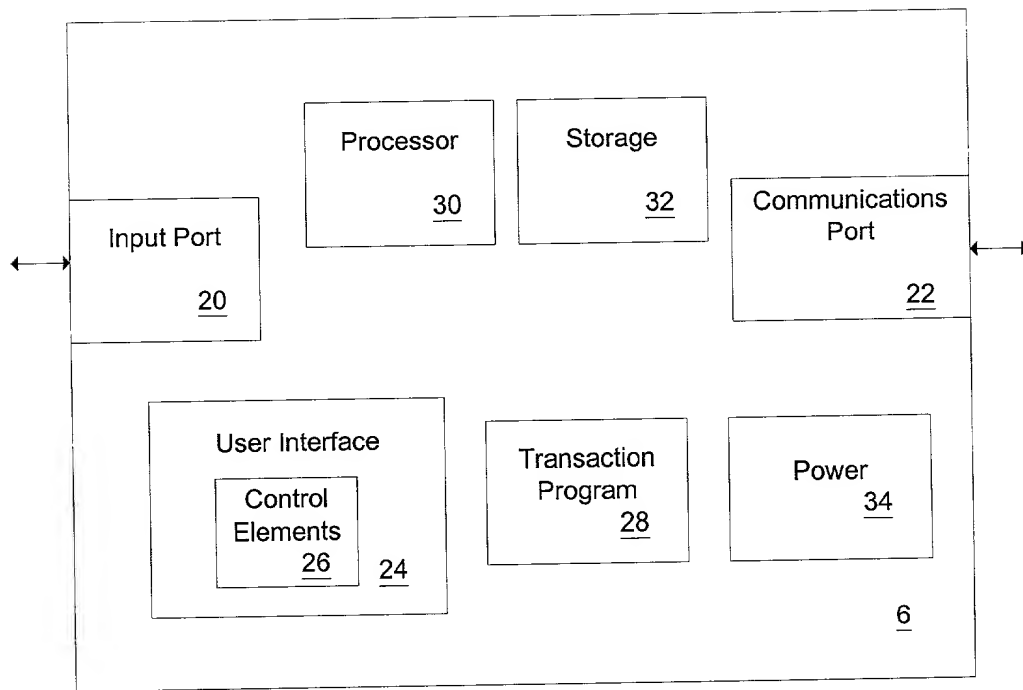 Processor
30
Storage
32
Communications
Port
22
Input Port
20
User Interface
Control
Elements
26
24
Transaction
Program
28
Power
34
6